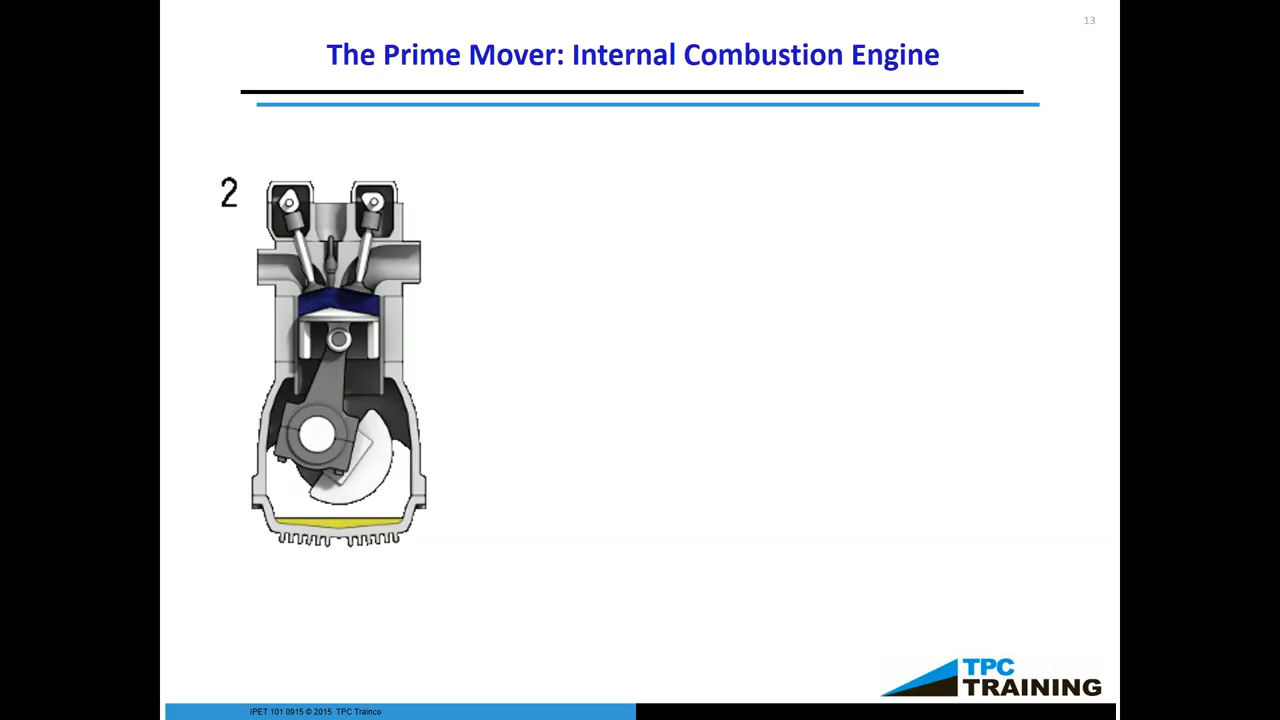 13
The Prime Mover: Internal Combustion Engine
2
TPC
TRAINING
IPET 101 0915 © 2015 TPC Trainco